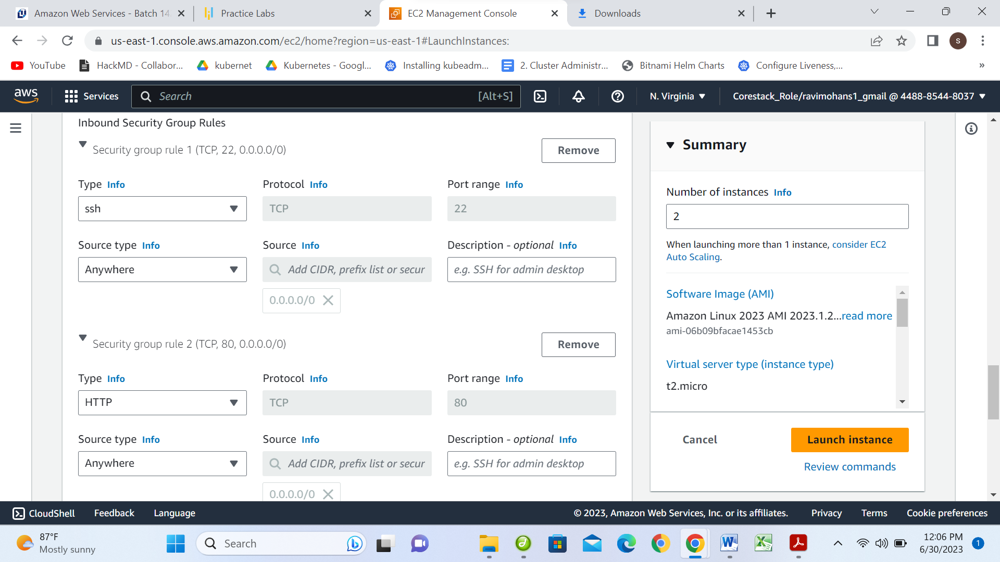 Amazon Web Services - Batch 14
Practice Labs
EC2 Management Console
Downloads
us-east-1.console.aws.amazon.com/ec2/home?region=us-east-1#LaunchInstances:
S
YouTube
HackMD - Collabor...
kubernet
Kubernetes - Googl...
Installing kubeadm...
2. Cluster Administr...
Bitnami Helm Charts
Configure Liveness,...
»
aws
Services
Search
[Alt+S]
N. Virginia
Corestack_Role/ravimohans1_gmail @ 4488-8544-8037
Inbound Security Group Rules
Security group rule 1 (TCP, 22, 0.0.0.0/0)
Remove
Type Info
Protocol Info
Port range Info
ssh
TCP
22
Source type Info
Source Info
Description - optional Info
Anywhere
Add CIDR, prefix list or secur
e.g. SSH for admin desktop
0.0.0.0/0
Security group rule 2 (TCP, 80, 0.0.0.0/0)
Remove
Type Info
Protocol Info
Port range Info
HTTP
TCP
80
Source type Info
Source Info
Description - optional Info
Anywhere
Add CIDR, prefix list or secur
e.g. SSH for admin desktop
0.0.0.0/0
Summary
Number of instances Info
2
When launching more than 1 instance, consider EC2
Auto Scaling.
Software Image (AMI)
Amazon Linux 2023 AMI 2023.1.2...read more
ami-06b09bfacae1453cb
Virtual server type (instance type)
t2.micro
Cancel
Launch instance
Review commands
CloudShell
Feedback
Language
© 2023, Amazon Web Services, Inc. or its affiliates.
Privacy
Terms
Cookie preferences
87°F
Mostly sunny
Search
12:06 PM
6/30/2023
1